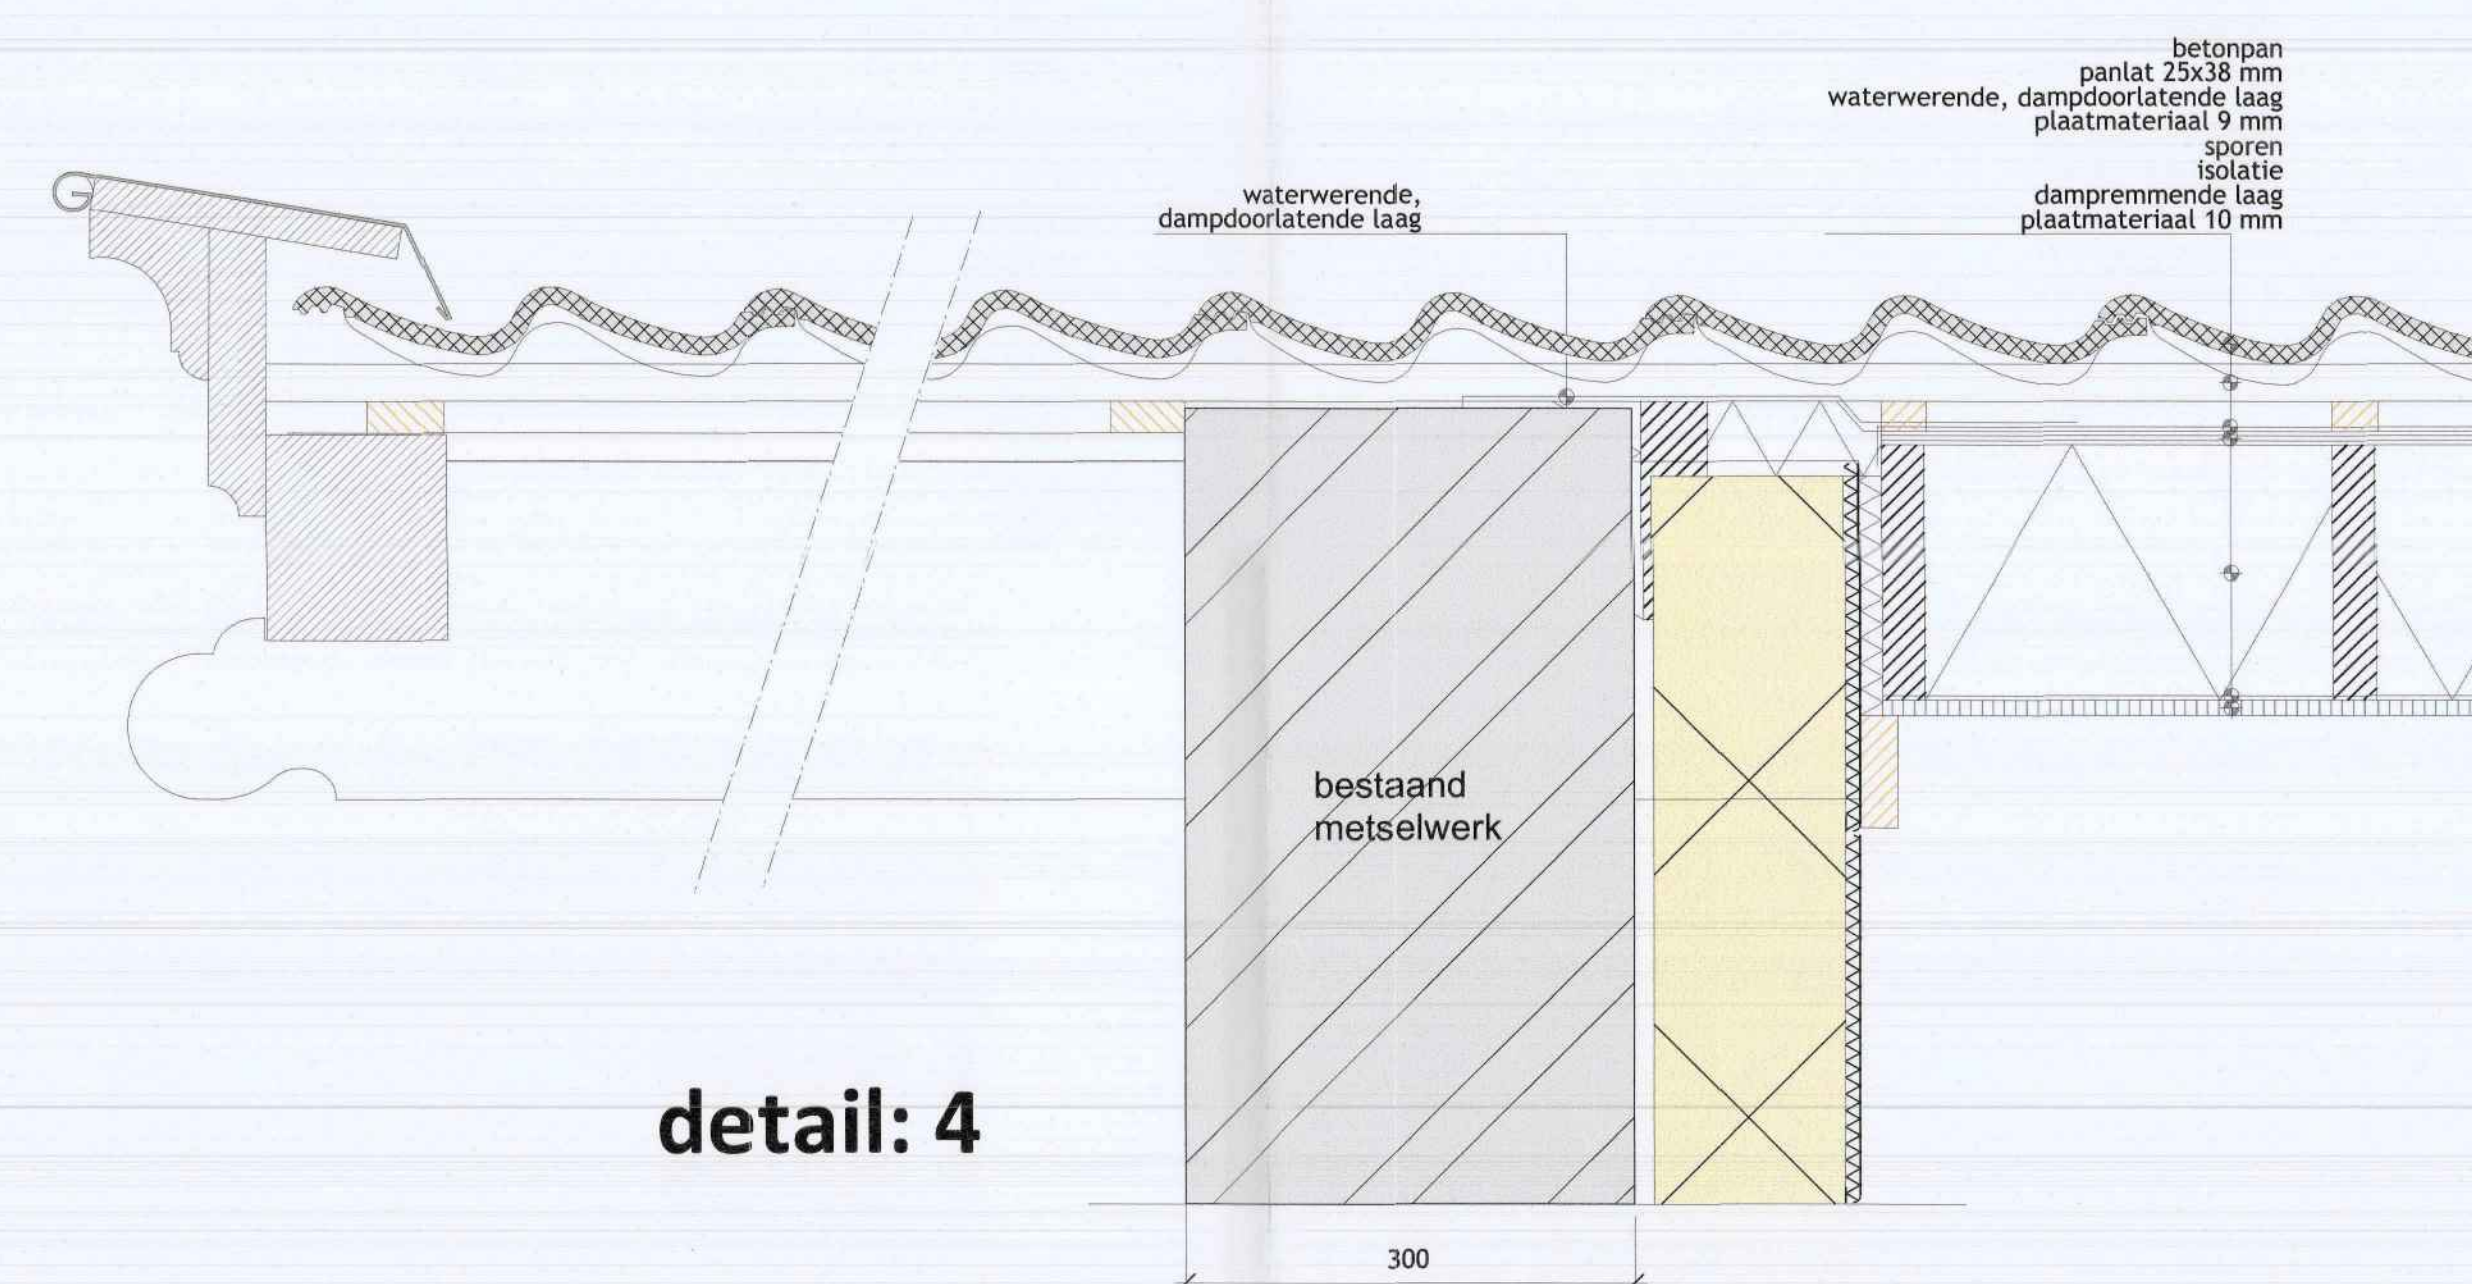 betonpan
panlat 25x38 mm
waterwerende, dampdoorlatende laag
plaatmateriaal 9 mm
sporen
isolatie
dampremmende laag
plaatmateriaal 10 mm
waterwerende,
dampdoorlatende laag
bestaand
metselwerk
detail: 4
300